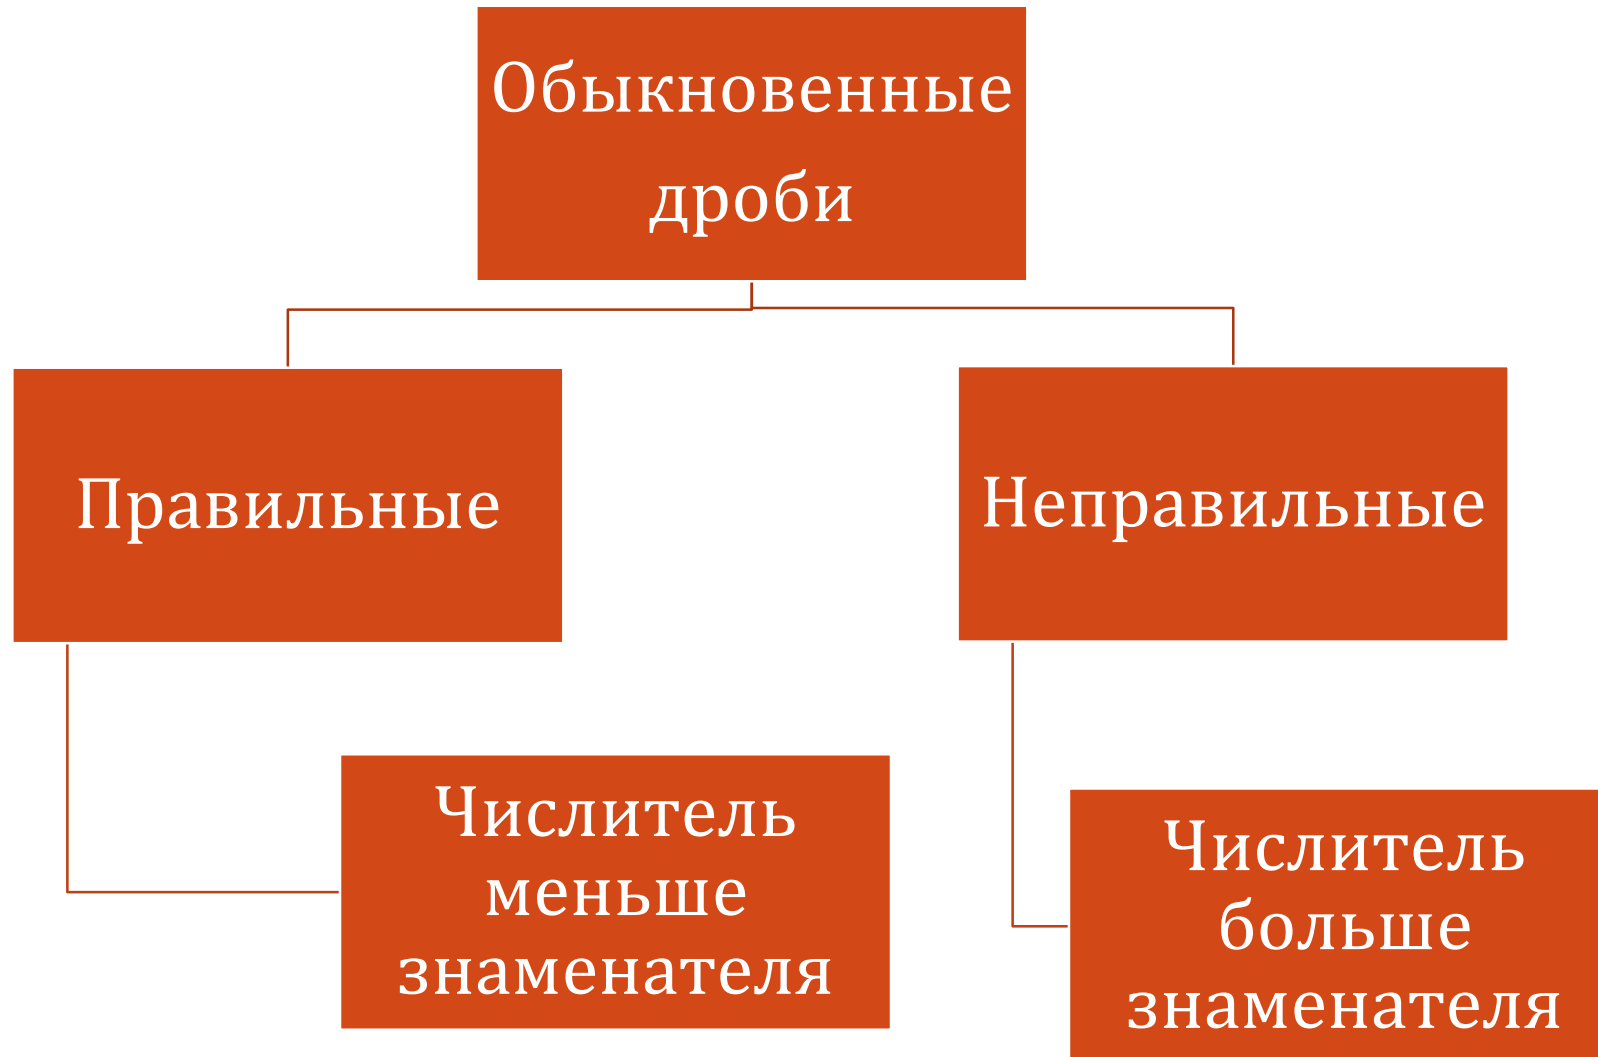 Обыкновенные
дроби
Правильные
Неправильные
Числитель
меньше
знаменателя
Числитель
больше
знаменателя